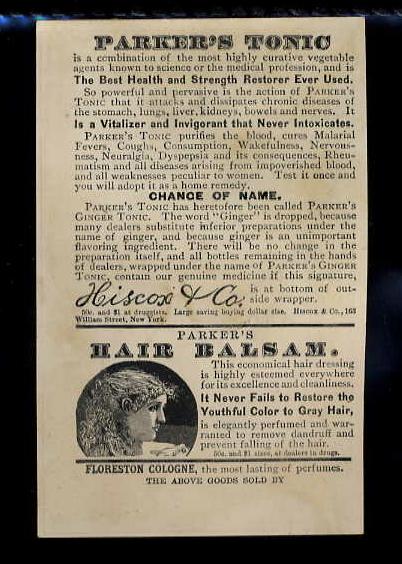 PARKER'S TONIC
is a combination of the most highly curative vegetable
agents known to science or the medical profession, and is
The Best Health and Strength Restorer Ever Used.
So powerful and pervasive is the action of PARKER'S
TONIC that it attacks and dissipates chronic diseases of
the stomach, lungs, liver, kidneys, bowels and nerves. It
Is a Vitalizer and Invigorant that Never Intoxicates.
PARKER'S TONIC purifies the blood, cures Malarial
Fevers, Coughs, Consumption, Wakefulness, Nervous-
ness, Neuralgia, Dyspepsia and its consequences, Rheu-
matism and all diseases arising from impoverished blood,
and all weaknesses peculiar to women. Test it once and
you will adopt it as a home remedy.
CHANGE OF NAME.
PARKER'S TONIC has heretofore been called PARKER'S
GINGER TONIC. The word "Ginger" is dropped, because
many dealers substitute inferior preparations under the
name of ginger, and because ginger is an unimportant
flavoring ingredient. There will be no change in the
preparation itself, and all bottles remaining in the hands
of dealers, wrapped under the name of PARKER'S GINGER
TONIC, contain our genuine medicine if this signature,
Hiscox & Co. is at bottom of out-
side wrapper.
50c. and $1 at druggists. Large saving buying dollar size. HISCOX & Co., 163
William Street, New York.
PARKER'S
HAIR BALSAM.
This economical hair dressing
is highly esteemed everywhere
for its excellence and cleanliness.
It Never Fails to Restore the
Youthful Color to Gray Hair,
is elegantly perfumed and war-
ranted to remove dandruff and
prevent falling of the hair.
50c. and $1 sizes, at dealers in drugs.
FLORESTON COLOGNE, the most lasting of perfumes.
THE ABOVE GOODS SOLD BY